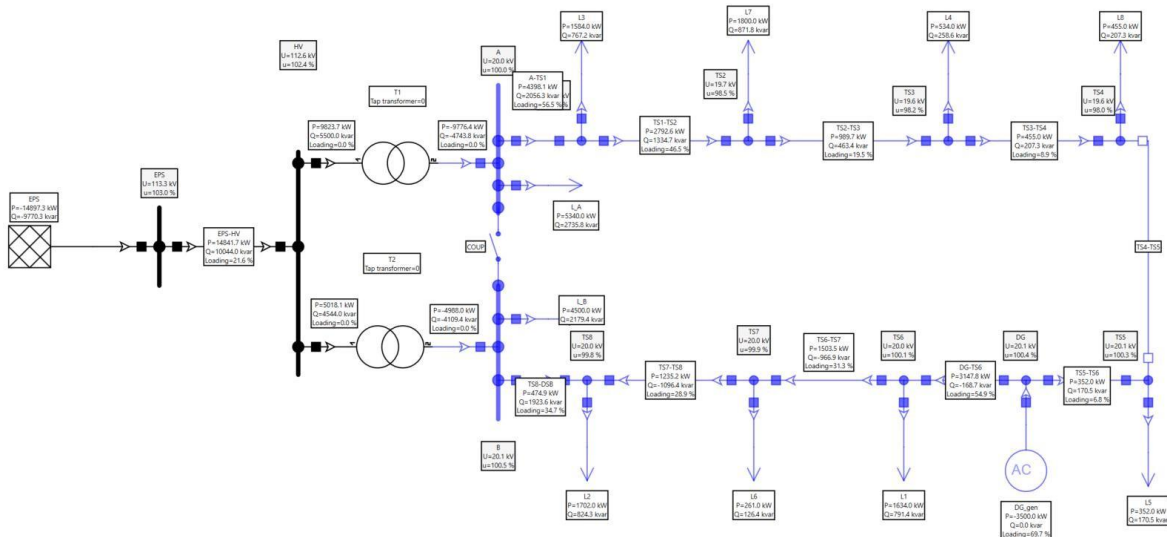 L3
P=1584.0 kW
Q=767.2 kvar
L7
P=1800.0 kW
Q=871.8 kvar
L4
P=534.0 kW
Q=258.6 kvar
L8
P=455.0 kW
Q=207.3 kvar
HV
U=112.6 kV
u=102.4 %
A
U=20.0 kV
u=100.0 %
T1
Tap transformer=0
A-TS1
P=4398.1 kW
Q=2056.3 kvar
Loading=56.5 %
TS2
U=19.7 kV
u=98.5 %
TS3
U=19.6 kV
u=98.2 %
TS4
U=19.6 kV
u=98.0 %
P=9823.7 kW
Q=5500.0 kvar
Loading=0.0 %
1
2
P=-9776.4 kW
Q=-4743.8 kvar
Loading=0.0 %
TS1-TS2
P=2792.6 kW
Q=1334.7 kvar
Loading=46.5 %
TS2-TS3
P=989.7 kW
Q=463.4 kvar
Loading=19.5 %
TS3-TS4
P=455.0 kW
Q=207.3 kvar
Loading=8.9 %
EPS
U=113.3 kV
u=103.0 %
EPS
P=-14897.3 kW
Q=-9770.3 kvar
L_A
P=5340.0 kW
Q=2735.8 kvar
EPS-HV
P=14841.7 kW
Q=10044.0 kvar
Loading=21.6 %
COUP
TS4-TS5
T2
Tap transformer=0
P=5018.1 kW
Q=4544.0 kvar
Loading=0.0 %
1
2
P=-4988.0 kW
Q=-4109.4 kvar
Loading=0.0 %
L_B
P=4500.0 kW
Q=2179.4 kvar
TS8
U=20.0 kV
u=99.8 %
TS7
U=20.0 kV
u=99.9 %
TS6-TS7
P=1503.5 kW
Q=-966.9 kvar
Loading=31.3 %
TS6
U=20.0 kV
u=100.1 %
DG
U=20.1 kV
u=100.4 %
TS5
U=20.1 kV
u=100.3 %
TS8-DSB
P=474.9 kW
Q=1923.6 kvar
Loading=34.7 %
TS7-TS8
P=1235.2 kW
Q=-1096.4 kvar
Loading=28.9 %
DG-TS6
P=3147.8 kW
Q=-168.7 kvar
Loading=54.9 %
TS5-TS6
P=352.0 kW
Q=170.5 kvar
Loading=6.8 %
B
U=20.1 kV
u=100.5 %
AC
L2
P=1702.0 kW
Q=824.3 kvar
L6
P=261.0 kW
Q=126.4 kvar
L1
P=1634.0 kW
Q=791.4 kvar
DG_gen
P=-3500.0 kW
Q=0.0 kvar
Loading=69.7 %
L5
P=352.0 kW
Q=170.5 kvar